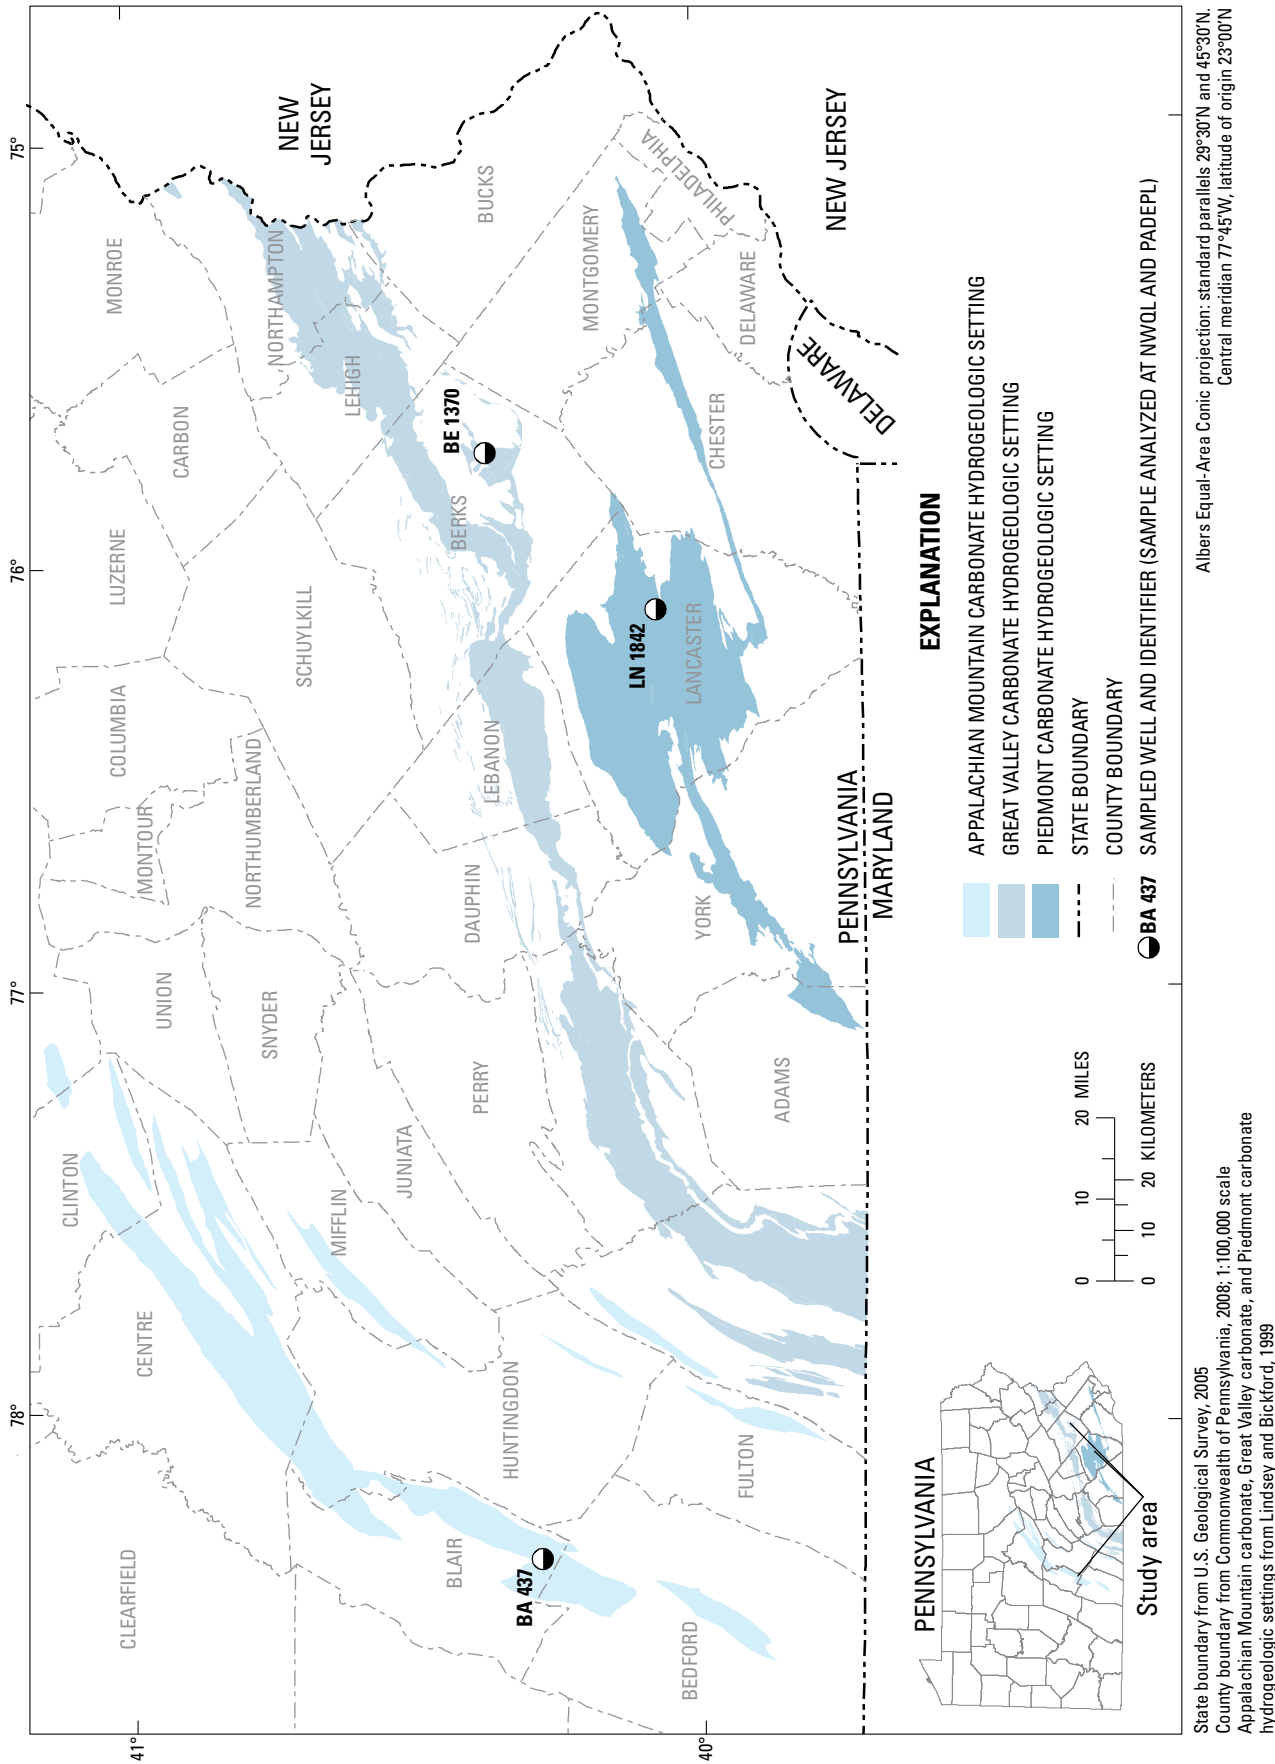 75°
76°
77°
78°
41°
40°
CLEARFIELD
CENTRE
CLINTON
UNION
MONTOUR
COLUMBIA
LUZERNE
CARBON
MONROE
SNYDER
NORTHUMBERLAND
SCHUYLKILL
NORTHAMPTON
NEW
JERSEY
LEHIGH
MIFFLIN
JUNIATA
BLAIR
HUNTINGDON
PERRY
DAUPHIN
LEBANON
BERKS
BE 1370
BUCKS
BA 437
LN 1842
MONTGOMERY
PHILADELPHIA
BEDFORD
FULTON
ADAMS
YORK
LANCASTER
CHESTER
DELAWARE
NEW JERSEY
DELAWARE
PENNSYLVANIA
MARYLAND
PENNSYLVANIA
Study area
0 10 20 MILES
0 10 20 KILOMETERS
EXPLANATION
APPALACHIAN MOUNTAIN CARBONATE HYDROGEOLOGIC SETTING
GREAT VALLEY CARBONATE HYDROGEOLOGIC SETTING
PIEDMONT CARBONATE HYDROGEOLOGIC SETTING
STATE BOUNDARY
COUNTY BOUNDARY
BA 437 SAMPLED WELL AND IDENTIFIER (SAMPLE ANALYZED AT NWQL AND PADEPL)
State boundary from U.S. Geological Survey, 2005
County boundary from Commonwealth of Pennsylvania, 2008; 1:100,000 scale
Appalachian Mountain carbonate, Great Valley carbonate, and Piedmont carbonate
hydrogeologic settings from Lindsey and Bickford, 1999
Albers Equal-Area Conic projection: standard parallels 29°30'N and 45°30'N.
Central meridian 77°45'W, latitude of origin 23°00'N